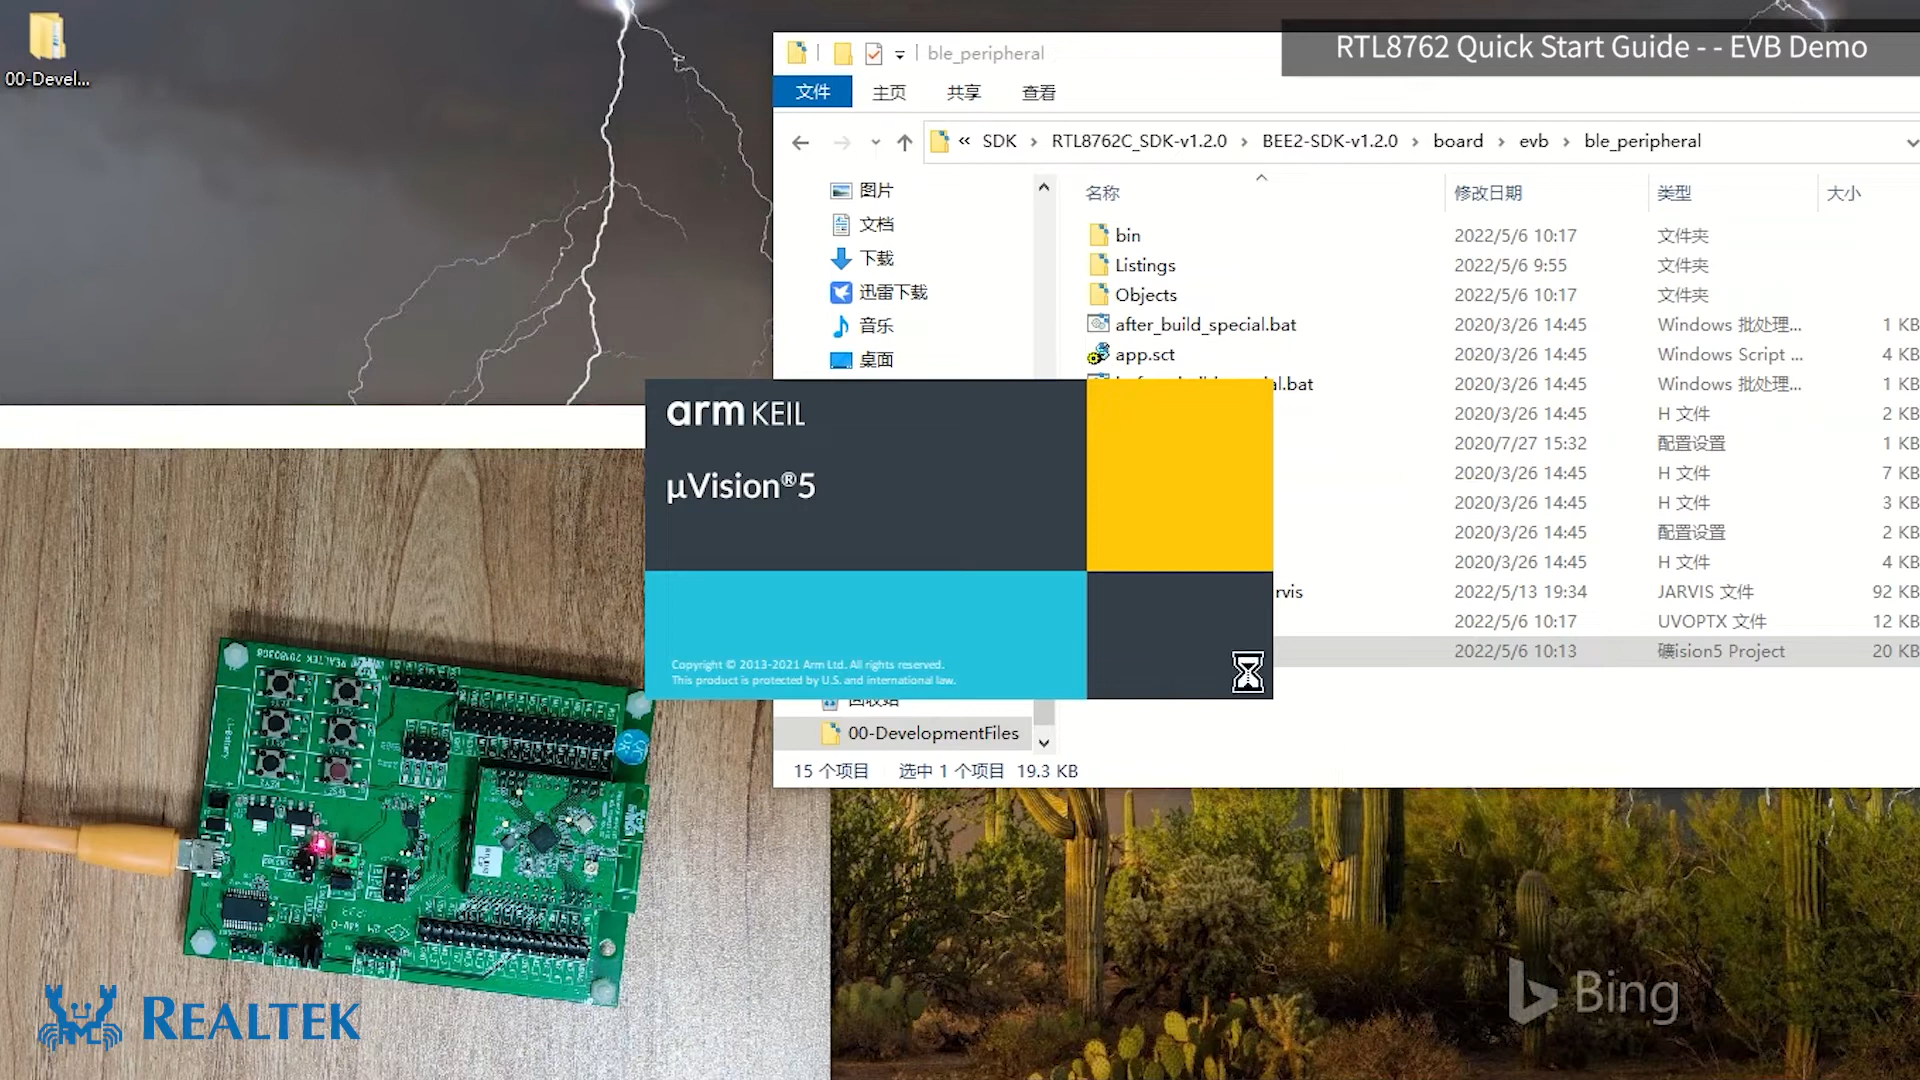 00-Devel...
RTL8762 Quick Start Guide - - EVB Demo
ble_peripheral
文件 主页 共享 查看
« SDK › RTL8762C_SDK-v1.2.0 › BEE2-SDK-v1.2.0 › board › evb › ble_peripheral
图片
文档
下载
迅雷下载
音乐
桌面
00-DevelopmentFiles
名称 修改日期 类型 大小
bin 2022/5/6 10:17 文件夹
Listings 2022/5/6 9:55 文件夹
Objects 2022/5/6 10:17 文件夹
after_build_special.bat 2020/3/26 14:45 Windows 批处理... 1 KB
app.sct 2020/3/26 14:45 Windows Script ... 4 KB
al.bat 2020/3/26 14:45 Windows 批处理... 1 KB
2020/3/26 14:45 H 文件 2 KB
2020/7/27 15:32 配置设置 1 KB
2020/3/26 14:45 H 文件 7 KB
2020/3/26 14:45 H 文件 3 KB
2020/3/26 14:45 配置设置 2 KB
2020/3/26 14:45 H 文件 4 KB
rvis 2022/5/13 19:34 JARVIS 文件 92 KB
2022/5/6 10:17 UVOPTX 文件 12 KB
2022/5/6 10:13 礦ision5 Project 20 KB
15 个项目 选中 1 个项目 19.3 KB
arm KEIL
µVision®5
Copyright © 2013-2021 Arm Ltd. All rights reserved.
This product is protected by U.S. and international law.
REALTEK 20180308
REALTEK
Bing